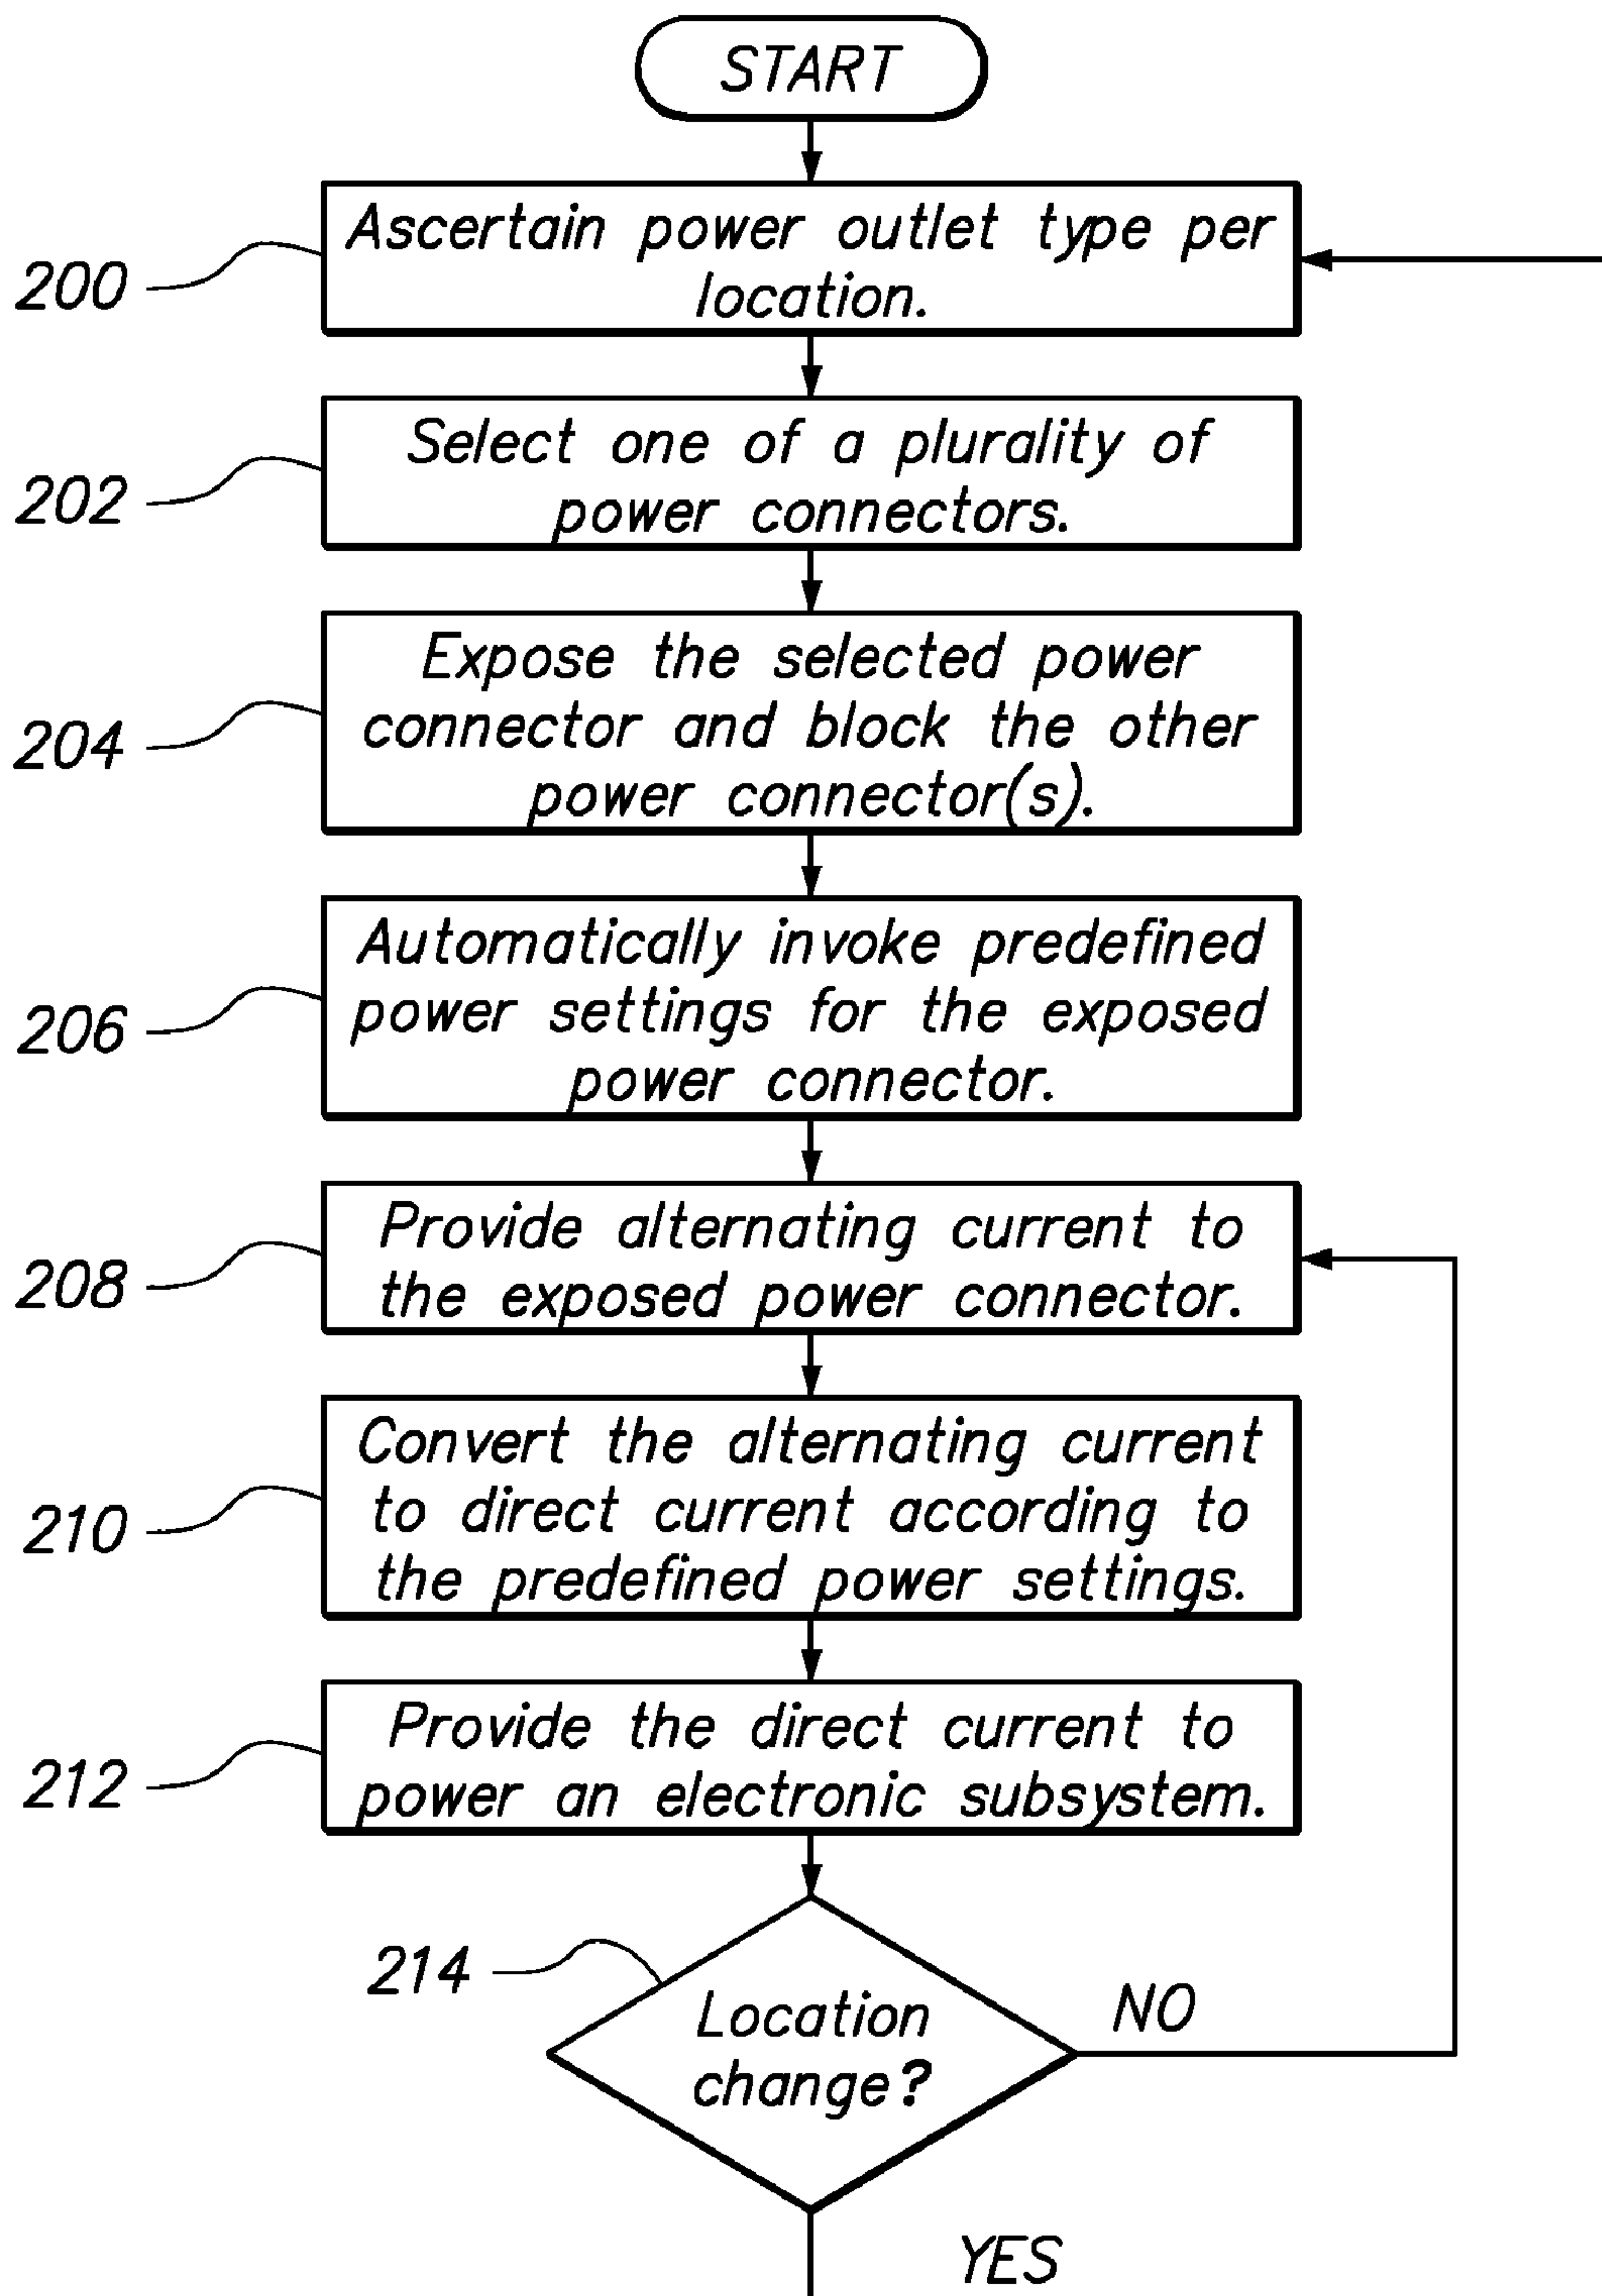 START
200
Ascertain power outlet type per
location.
202
Select one of a plurality of
power connectors.
204
Expose the selected power
connector and block the other
power connector(s).
206
Automatically invoke predefined
power settings for the exposed
power connector.
208
Provide alternating current to
the exposed power connector.
210
Convert the alternating current
to direct current according to
the predefined power settings.
212
Provide the direct current to
power an electronic subsystem.
214
Location
change?
NO
YES